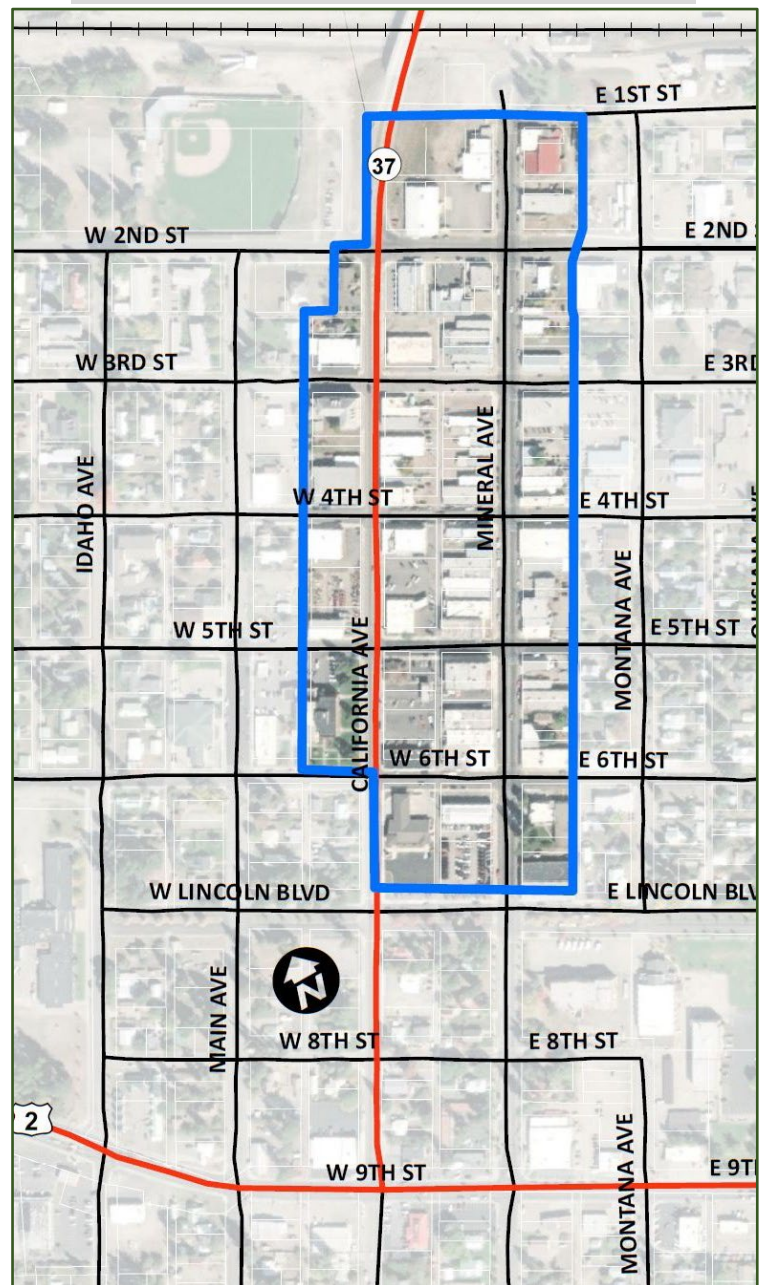 E 1ST ST
37
W 2ND ST
E 2ND
W 3RD ST
E 3RD
IDAHO AVE
MINERAL AVE
W 4TH ST
E 4TH ST
MONTANA AVE
W 5TH ST
E 5TH ST
CALIFORNIA AVE
W 6TH ST
E 6TH ST
W LINCOLN BLVD
E LINCOLN BLV
N
MAIN AVE
W 8TH ST
E 8TH ST
2
W 9TH ST
E 9T
MONTANA AVE